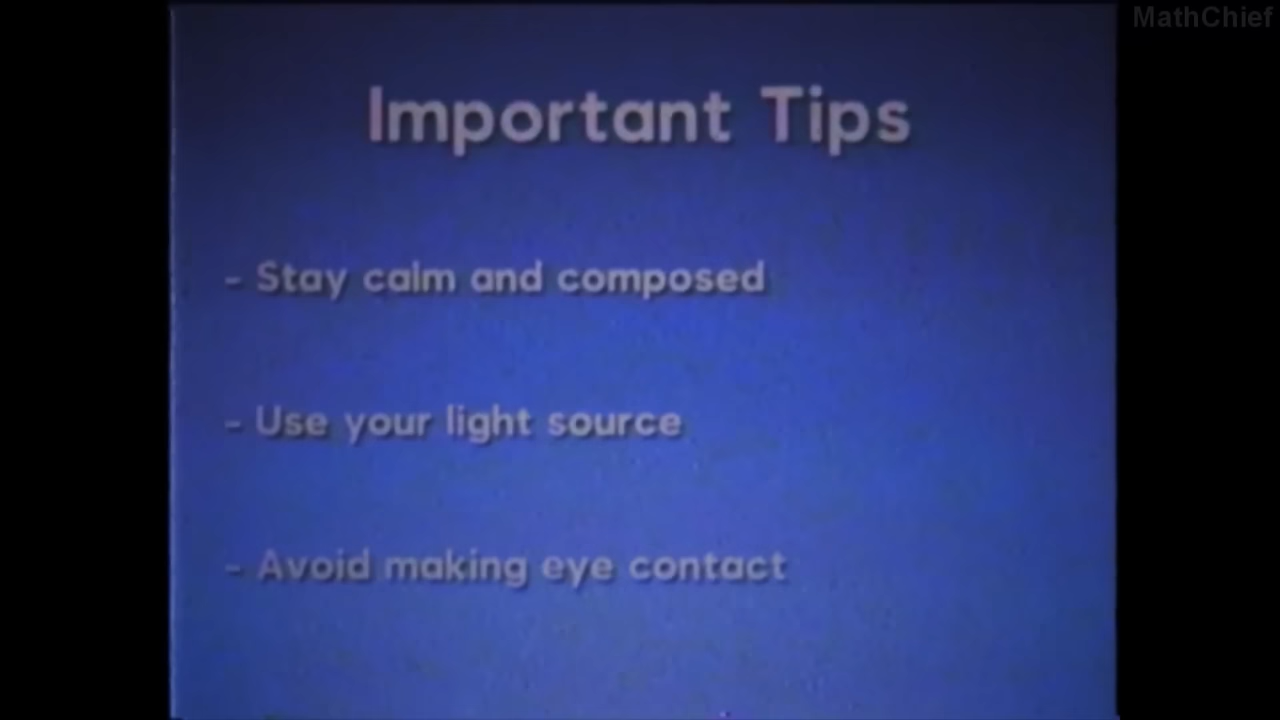 MathChief
Important Tips
- Stay calm and composed
- Use your light source
- Avoid making eye contact